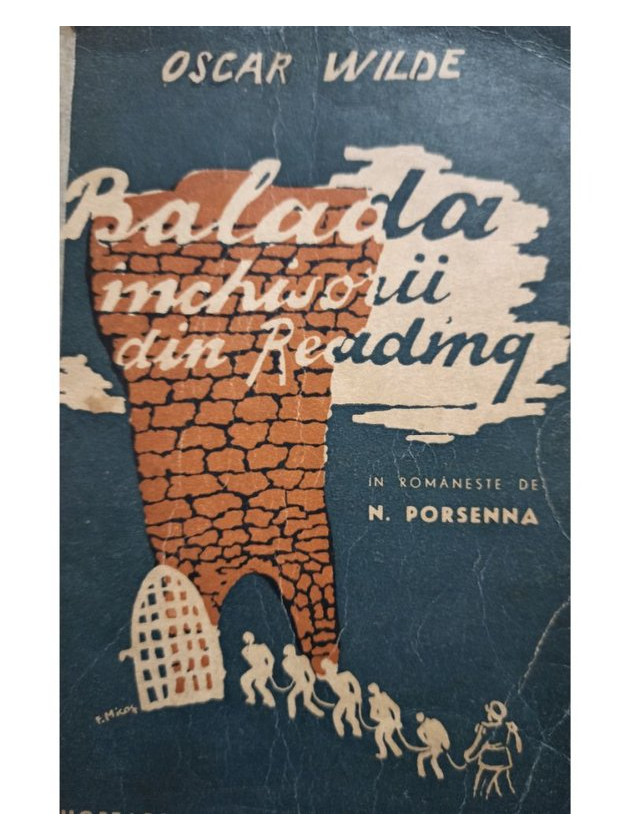 OSCAR WILDE
Balada
închisorii
din Reading
ÎN ROMÂNEȘTE DE
N. PORSENNA